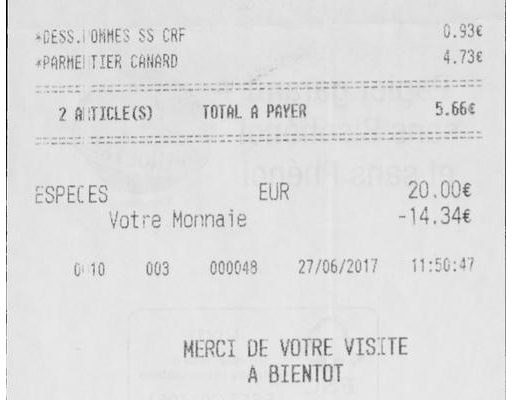 *DESS.POMMES SS CRF 0.93€
*PARMENTIER CANARD 4.73€
2 ARTICLE(S) TOTAL A PAYER 5.66€
ESPECES EUR 20.00€
Votre Monnaie -14.34€
0010 003 000048 27/06/2017 11:50:47
MERCI DE VOTRE VISITE
A BIENTOT